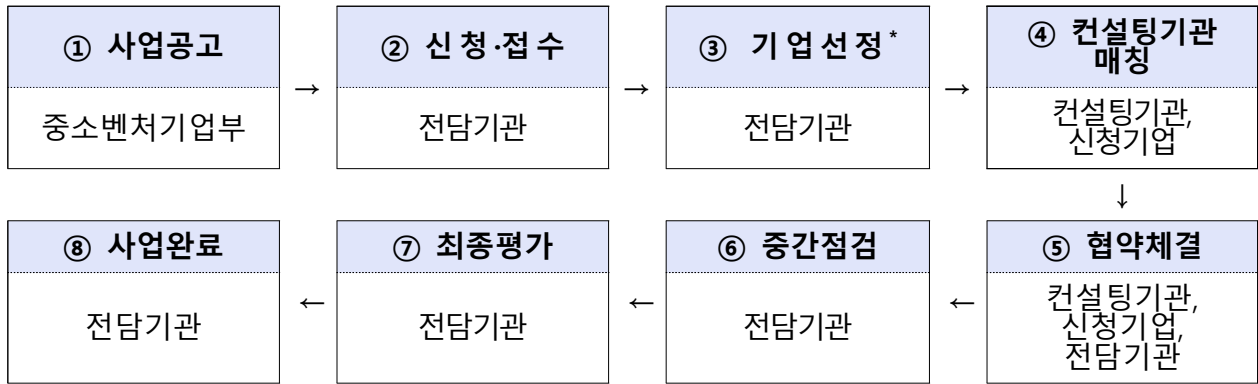 ① 사업공고
중소벤처기업부
→
② 신청·접수
전담기관
→
③ 기업선정*
전담기관
→
④ 컨설팅기관
매칭
컨설팅기관,
신청기업
↓
⑤ 협약체결
컨설팅기관,
신청기업,
전담기관
←
⑥ 중간점검
전담기관
←
⑦ 최종평가
전담기관
←
⑧ 사업완료
전담기관